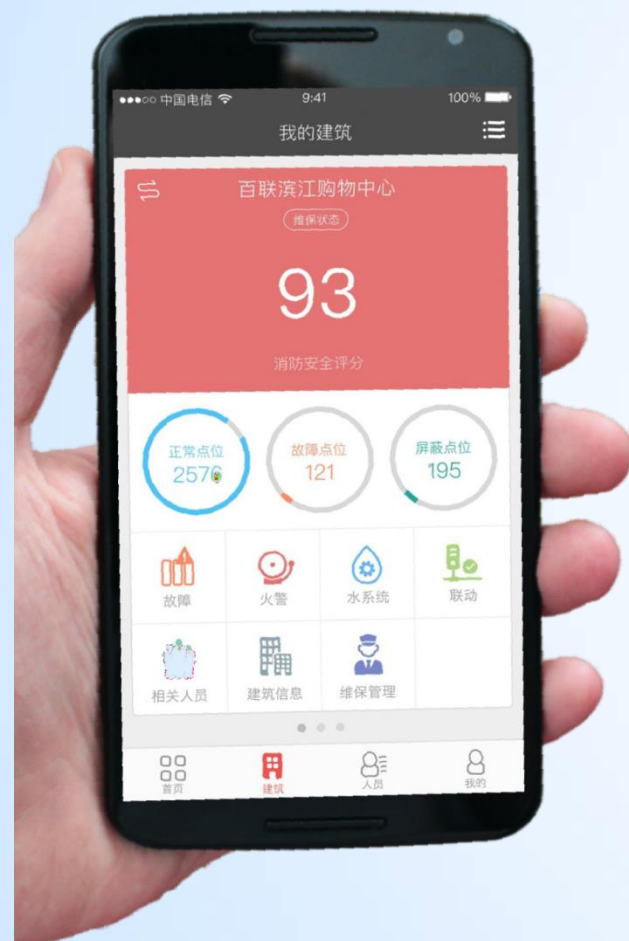 中国电信 9:41 100%
我的建筑
百联滨江购物中心
维保状态
93
消防安全评分
正常点位 故障点位 屏蔽点位
2576 121 195
故障 火警 水系统 联动
相关人员 建筑信息 维保管理
首页 建筑 人员 我的